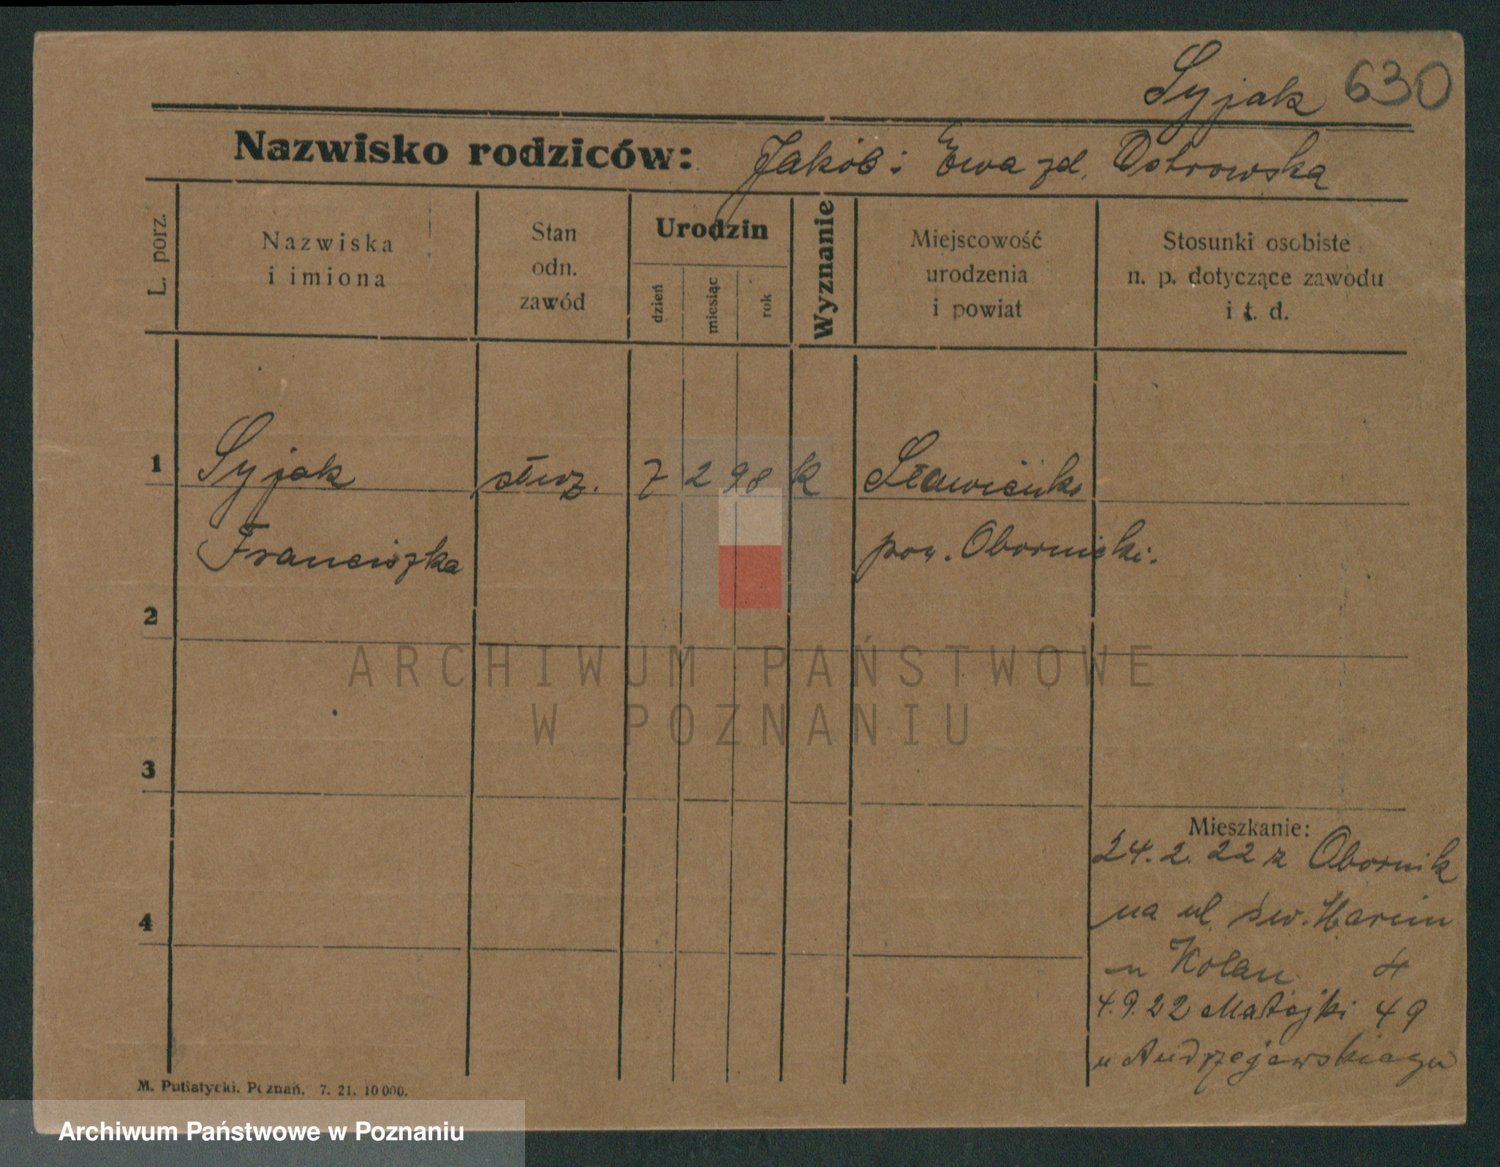 Syjak 630
Nazwisko rodziców: Jakób i Ewa zd. Ostrowska
L. porz.
Nazwiska
i imiona
Stan
odn.
zawód
Urodzin
dzień
miesiąc
rok
Wyznanie
Miejscowość
urodzenia
i powiat
Stosunki osobiste
n. p. dotyczące zawodu
i t. d.
1 Syjak służ. 7 2 98 k Sławieńko
Franciszka pow. Obornicki.
2
3
4
Mieszkanie:
24. 2. 22 z Obornik
na ul. św. Marcin
u Kolan 4
4. 9. 22 Matejki 49
u Andrzejewskiego
M. Putiatycki. Poznań. 7. 21. 10 000.
ARCHIWUM PAŃSTWOWE
W POZNANIU
Archiwum Państwowe w Poznaniu